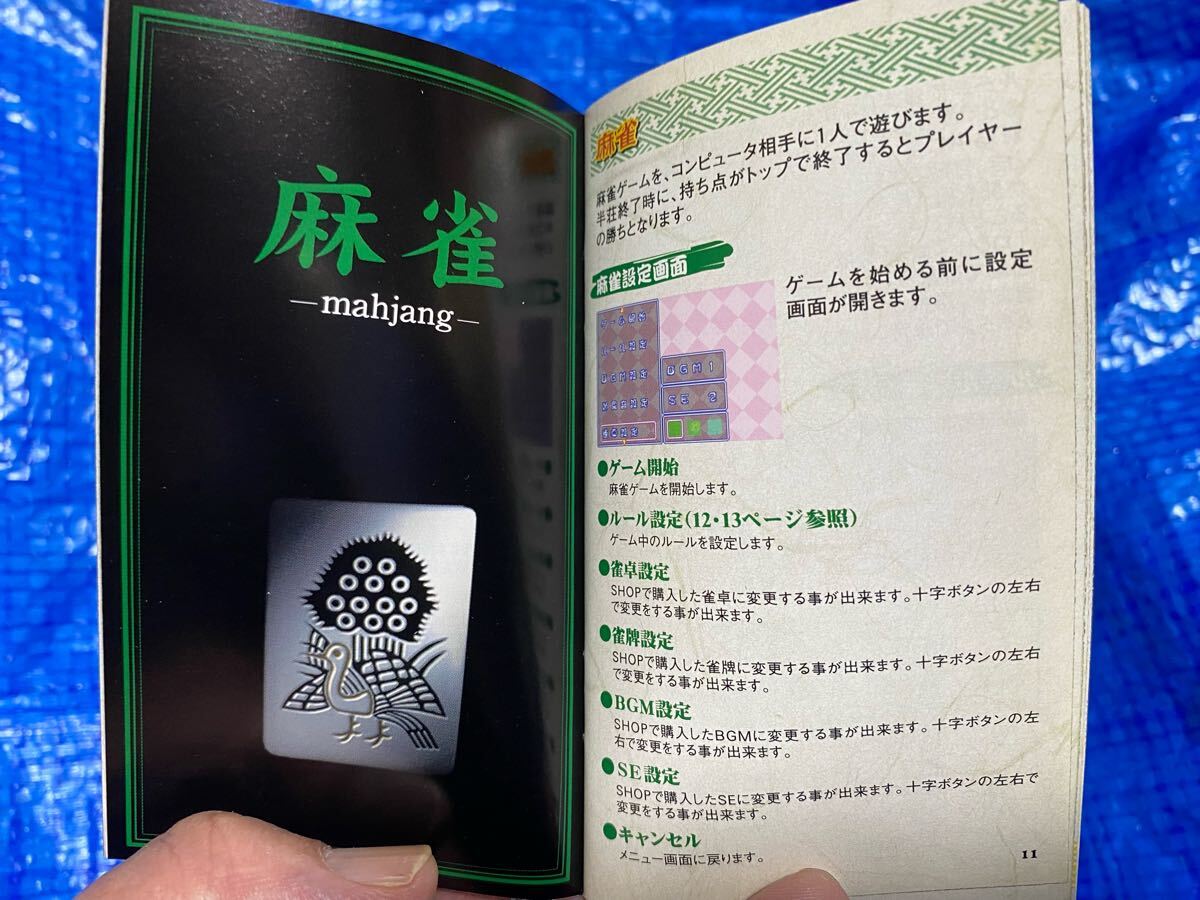 麻雀
—mahjang—
麻雀
麻雀ゲームを、コンピュータ相手に1人で遊びます。
半荘終了時に、持ち点がトップで終了するとプレイヤー
の勝ちとなります。
麻雀設定画面
ゲームを始める前に設定
画面が開きます。
ゲーム開始
ルール設定
BGM設定
BGM1
SE 2
●ゲーム開始
麻雀ゲームを開始します。
●ルール設定(12・13ページ参照)
ゲーム中のルールを設定します。
●雀卓設定
SHOPで購入した雀卓に変更する事が出来ます。十字ボタンの左右
で変更をする事が出来ます。
●雀牌設定
SHOPで購入した雀牌に変更する事が出来ます。十字ボタンの左右
で変更をする事が出来ます。
●BGM設定
SHOPで購入したBGMに変更する事が出来ます。十字ボタンの左
右で変更をする事が出来ます。
●SE設定
SHOPで購入したSEに変更する事が出来ます。十字ボタンの左右で
変更をする事が出来ます。
●キャンセル
メニュー画面に戻ります。
11